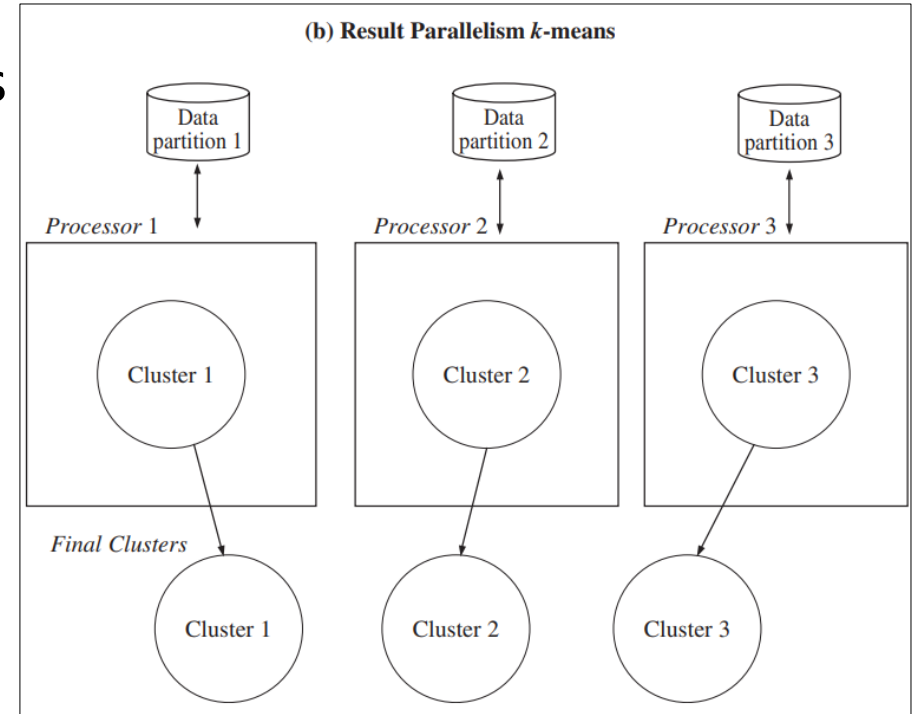 (b) Result Parallelism k-means
s
Data
partition 1
Data
partition 2
Data
partition 3
Processor 1
Processor 2
Processor 3
Cluster 1
Cluster 2
Cluster 3
Final Clusters
Cluster 1
Cluster 2
Cluster 3